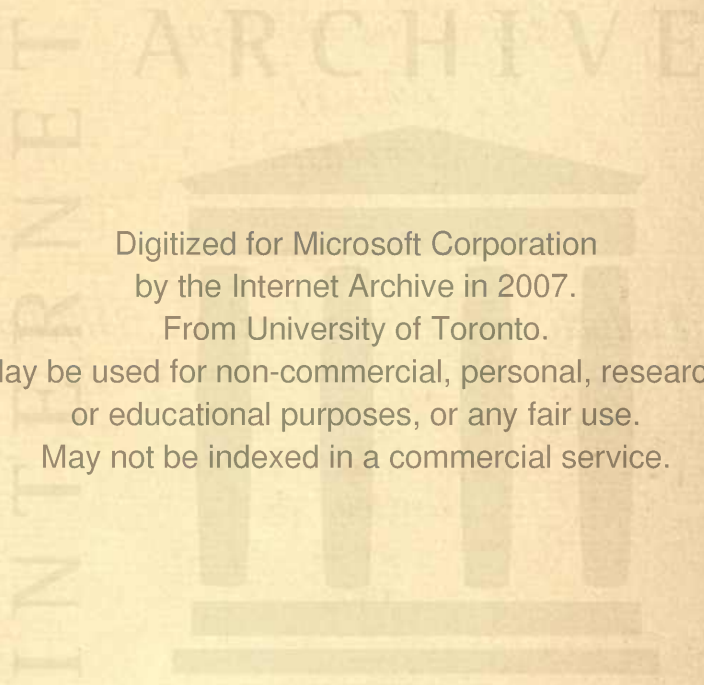 INTERNET ARCHIVE
Digitized for Microsoft Corporation
by the Internet Archive in 2007.
From University of Toronto.
be used for non-commercial, personal,
or educational purposes, or any fair use.
May not be indexed in a commercial service.